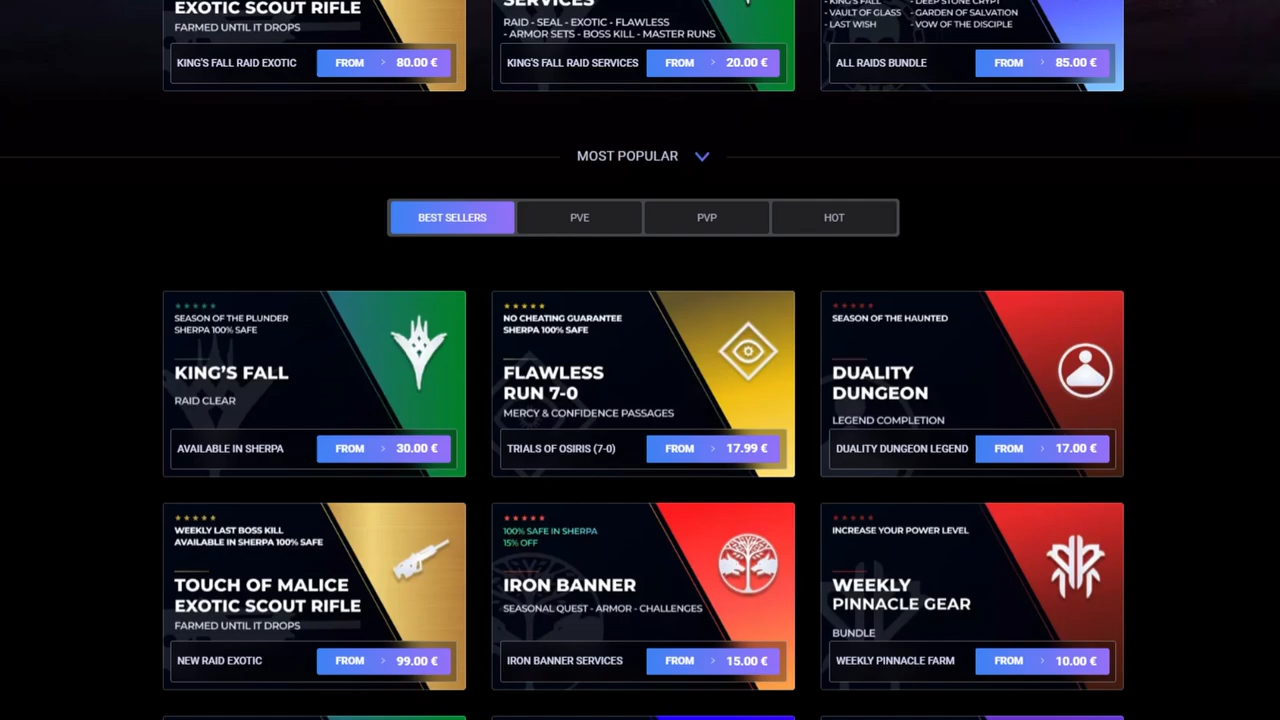 EXOTIC SCOUT RIFLE
FARMED UNTIL IT DROPS
KING'S FALL RAID EXOTIC
FROM
80.00 €
SERVICES
RAID - SEAL - EXOTIC - FLAWLESS
- ARMOR SETS - BOSS KILL - MASTER RUNS
KING'S FALL RAID SERVICES
FROM
20.00 €
- KING'S FALL - DEEP STONE CRYPT
- VAULT OF GLASS - GARDEN OF SALVATION
- LAST WISH - VOW OF THE DISCIPLE
ALL RAIDS BUNDLE
FROM
85.00 €
MOST POPULAR
BEST SELLERS
PVE
PVP
HOT
SEASON OF THE PLUNDER
SHERPA 100% SAFE
KING'S FALL
RAID CLEAR
AVAILABLE IN SHERPA
FROM
30.00 €
NO CHEATING GUARANTEE
SHERPA 100% SAFE
FLAWLESS
RUN 7-0
MERCY & CONFIDENCE PASSAGES
TRIALS OF OSIRIS (7-0)
FROM
17.99 €
SEASON OF THE HAUNTED
DUALITY
DUNGEON
LEGEND COMPLETION
DUALITY DUNGEON LEGEND
FROM
17.00 €
WEEKLY LAST BOSS KILL
AVAILABLE IN SHERPA 100% SAFE
TOUCH OF MALICE
EXOTIC SCOUT RIFLE
FARMED UNTIL IT DROPS
NEW RAID EXOTIC
FROM
99.00 €
100% SAFE IN SHERPA
15% OFF
IRON BANNER
SEASONAL QUEST - ARMOR - CHALLENGES
IRON BANNER SERVICES
FROM
15.00 €
INCREASE YOUR POWER LEVEL
WEEKLY
PINNACLE GEAR
BUNDLE
WEEKLY PINNACLE FARM
FROM
10.00 €